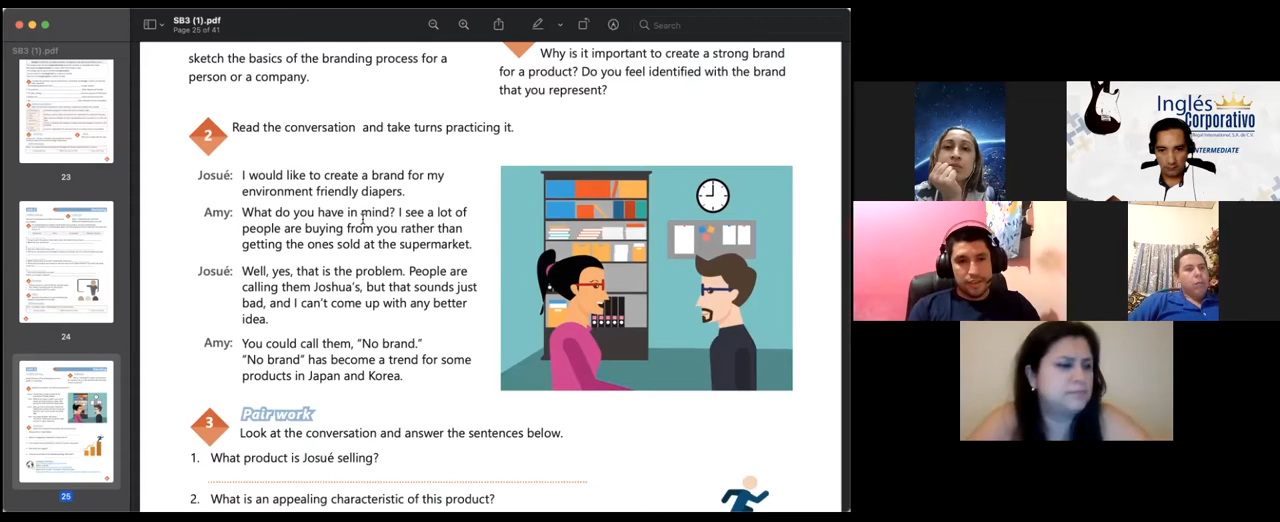 SB3 (1).pdf
Page 25 of 41
Search
SB3 (1).pdf
23
24
25
sketch the basics of the branding process for a
person or a company.
Why is it important to create a strong brand
for a product? Do you feel identified with the brand
that you represent?
2
Read the conversation and take turns practicing it.
Josué: I would like to create a brand for my
environment friendly diapers.
Amy: What do you have in mind? I see a lot of
people are buying from you rather than
getting the ones sold at the supermarket.
Josué: Well, yes, that is the problem. People are
calling them Joshua's, but that sounds just
bad, and I can't come up with any better
idea.
Amy: You could call them, "No brand."
"No brand" has become a trend for some
products in Japan and Korea.
Pair work
3
Look at the conversation and answer the sentences below.
1. What product is Josué selling?
2. What is an appealing characteristic of this product?
Inglés
Corporativo
Illegal International, S.A. de C.V.
INTERMEDIATE